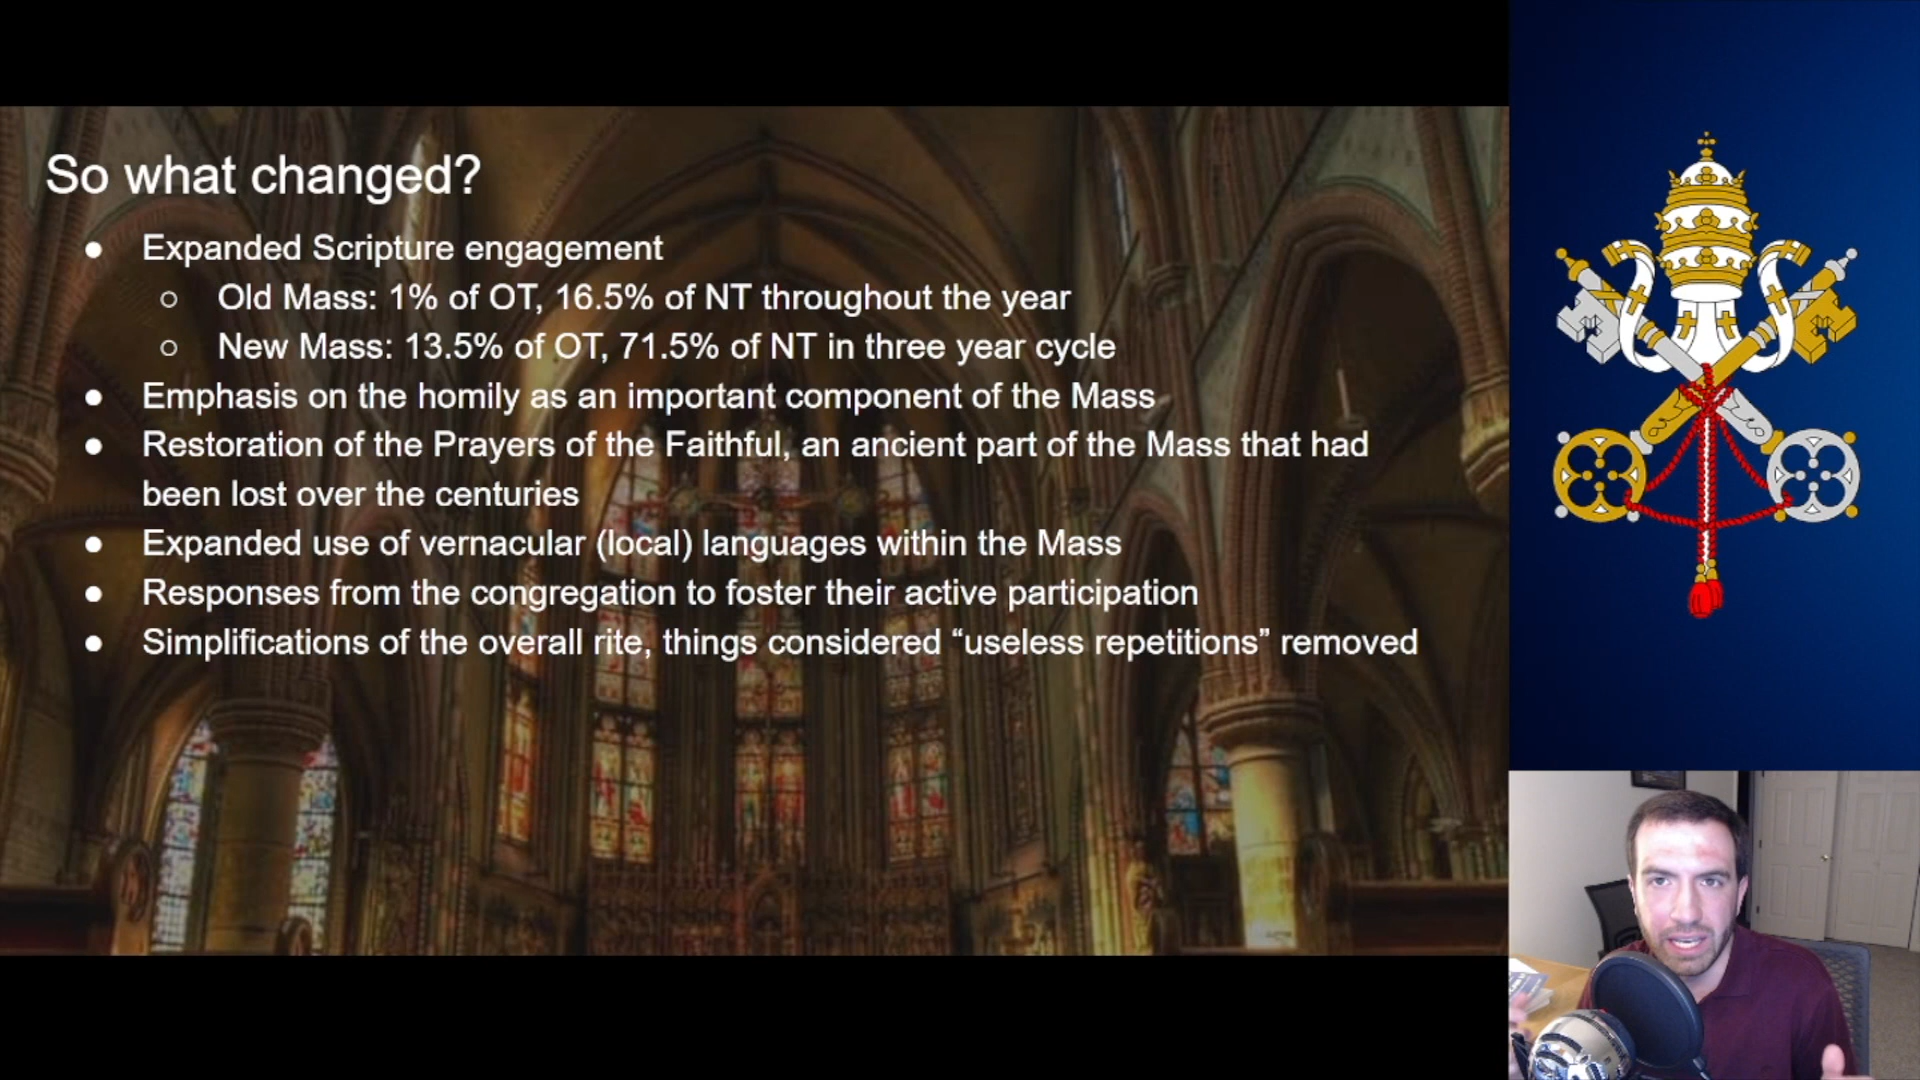 So what changed?
● Expanded Scripture engagement
○ Old Mass: 1% of OT, 16.5% of NT throughout the year
○ New Mass: 13.5% of OT, 71.5% of NT in three year cycle
● Emphasis on the homily as an important component of the Mass
● Restoration of the Prayers of the Faithful, an ancient part of the Mass that had
been lost over the centuries
● Expanded use of vernacular (local) languages within the Mass
● Responses from the congregation to foster their active participation
● Simplifications of the overall rite, things considered “useless repetitions” removed